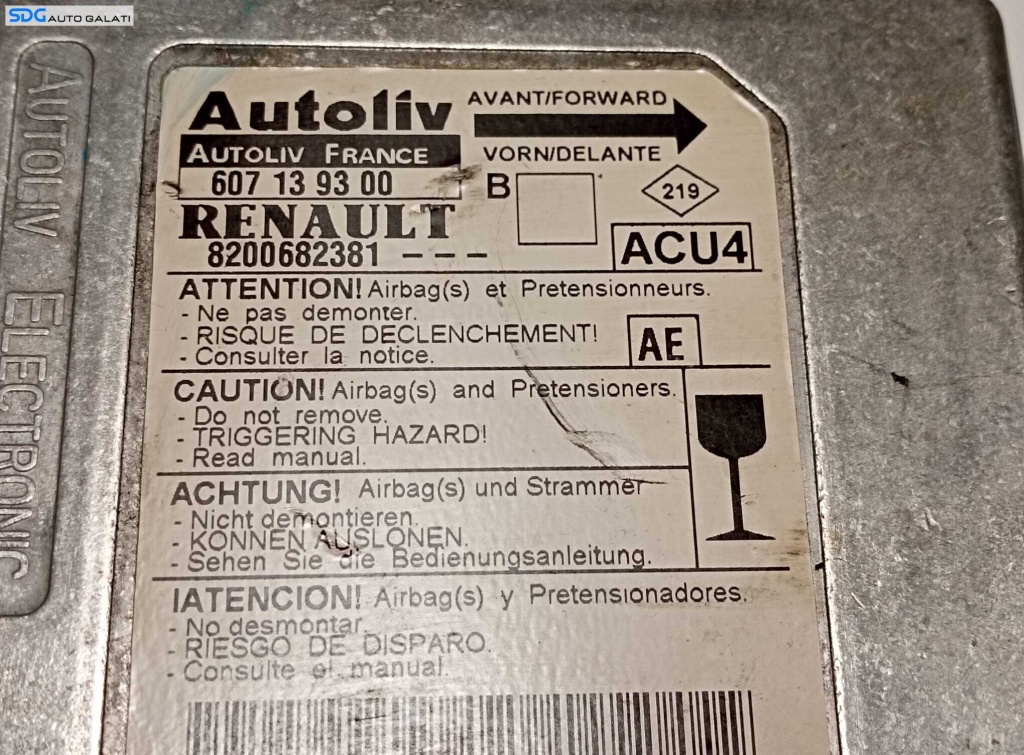 SDG AUTO GALATI
AUTOLIV ELECTRONIC
Autoliv
AVANT/FORWARD
AUTOLIV FRANCE
VORN/DELANTE
607 13 93 00
B
219
RENAULT
8200682381 ---
ACU4
ATTENTION! Airbag(s) et Pretensionneurs.
- Ne pas demonter.
- RISQUE DE DECLENCHEMENT!
- Consulter la notice.
AE
CAUTION! Airbag(s) and Pretensioners.
- Do not remove.
- TRIGGERING HAZARD!
- Read manual.
ACHTUNG! Airbag(s) und Strammer
- Nicht demontieren.
- KONNEN AUSLONEN.
- Sehen Sie die Bedienungsanleitung.
IATENCION! Airbag(s) y Pretensionadores.
- No desmontar.
- RIESGO DE DISPARO.
- Consulte el manual.